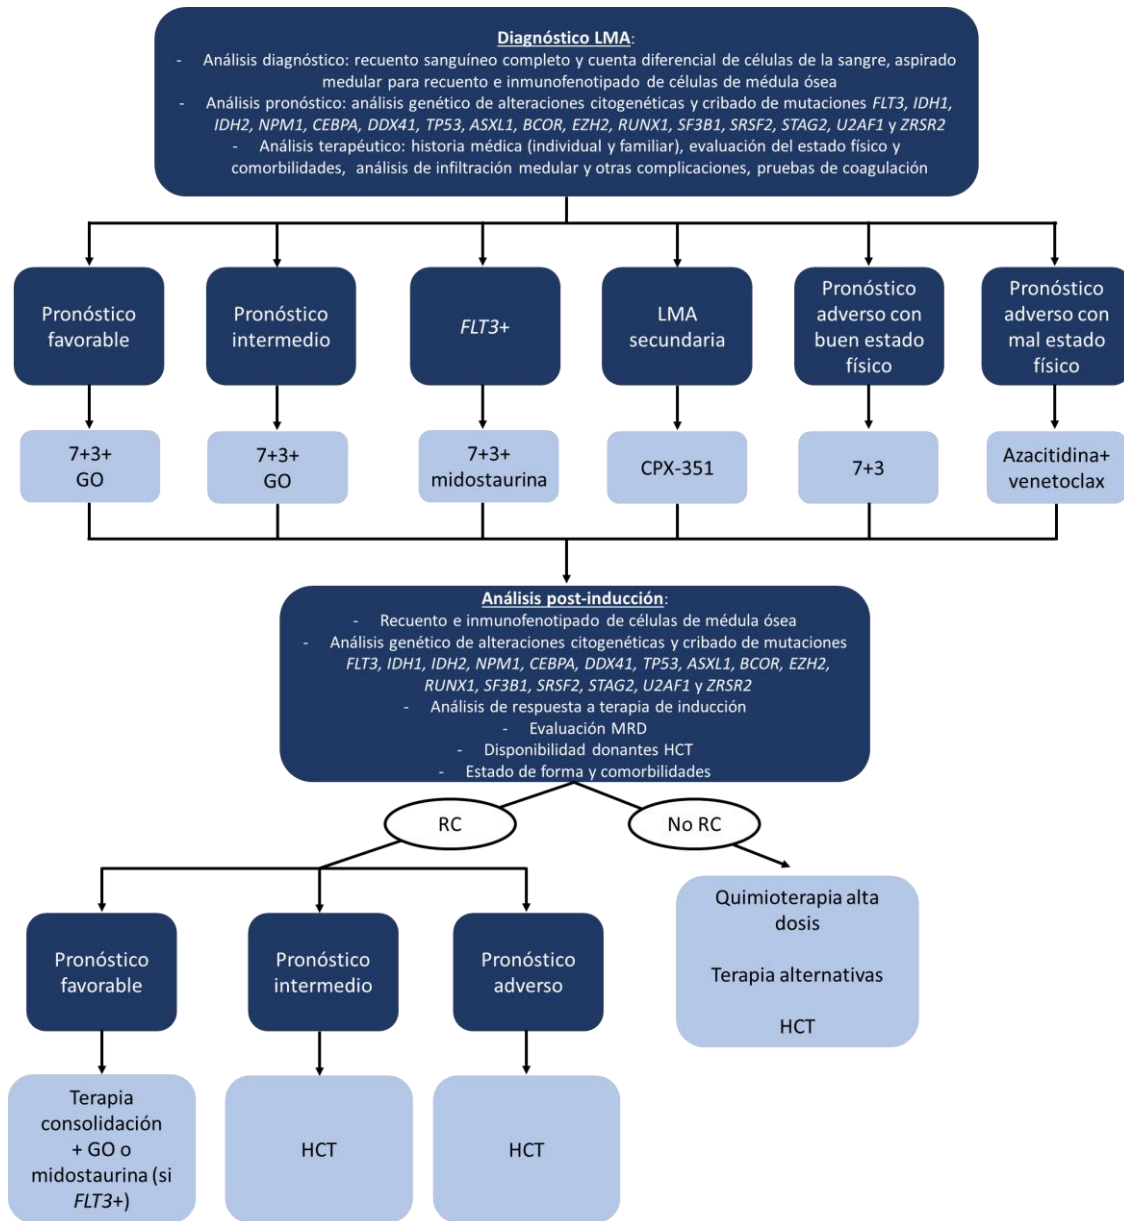 Diagnóstico LMA:
- Análisis diagnóstico: recuento sanguíneo completo y cuenta diferencial de células de la sangre, aspirado
medular para recuento e inmunofenotipado de células de médula ósea
- Análisis pronóstico: análisis genético de alteraciones citogenéticas y cribado de mutaciones FLT3, IDH1,
IDH2, NPM1, CEBPA, DDX41, TP53, ASXL1, BCOR, EZH2, RUNX1, SF3B1, SRSF2, STAG2, U2AF1 y ZRSR2
- Análisis terapéutico: historia médica (individual y familiar), evaluación del estado físico y
comorbilidades, análisis de infiltración medular y otras complicaciones, pruebas de coagulación
Pronóstico
favorable
Pronóstico
intermedio
FLT3+
LMA
secundaria
Pronóstico
adverso con
buen estado
físico
Pronóstico
adverso con
mal estado
físico
7+3+
GO
7+3+
GO
7+3+
midostaurina
CPX-351
7+3
Azacitidina+
venetoclax
Análisis post-inducción:
- Recuento e inmunofenotipado de células de médula ósea
- Análisis genético de alteraciones citogenéticas y cribado de mutaciones
FLT3, IDH1, IDH2, NPM1, CEBPA, DDX41, TP53, ASXL1, BCOR, EZH2,
RUNX1, SF3B1, SRSF2, STAG2, U2AF1 y ZRSR2
- Análisis de respuesta a terapia de inducción
- Evaluación MRD
- Disponibilidad donantes HCT
- Estado de forma y comorbilidades
RC
No RC
Pronóstico
favorable
Pronóstico
intermedio
Pronóstico
adverso
Quimioterapia alta
dosis
Terapia alternativas
HCT
Terapia
consolidación
+ GO o
midostaurina (si
FLT3+)
HCT
HCT